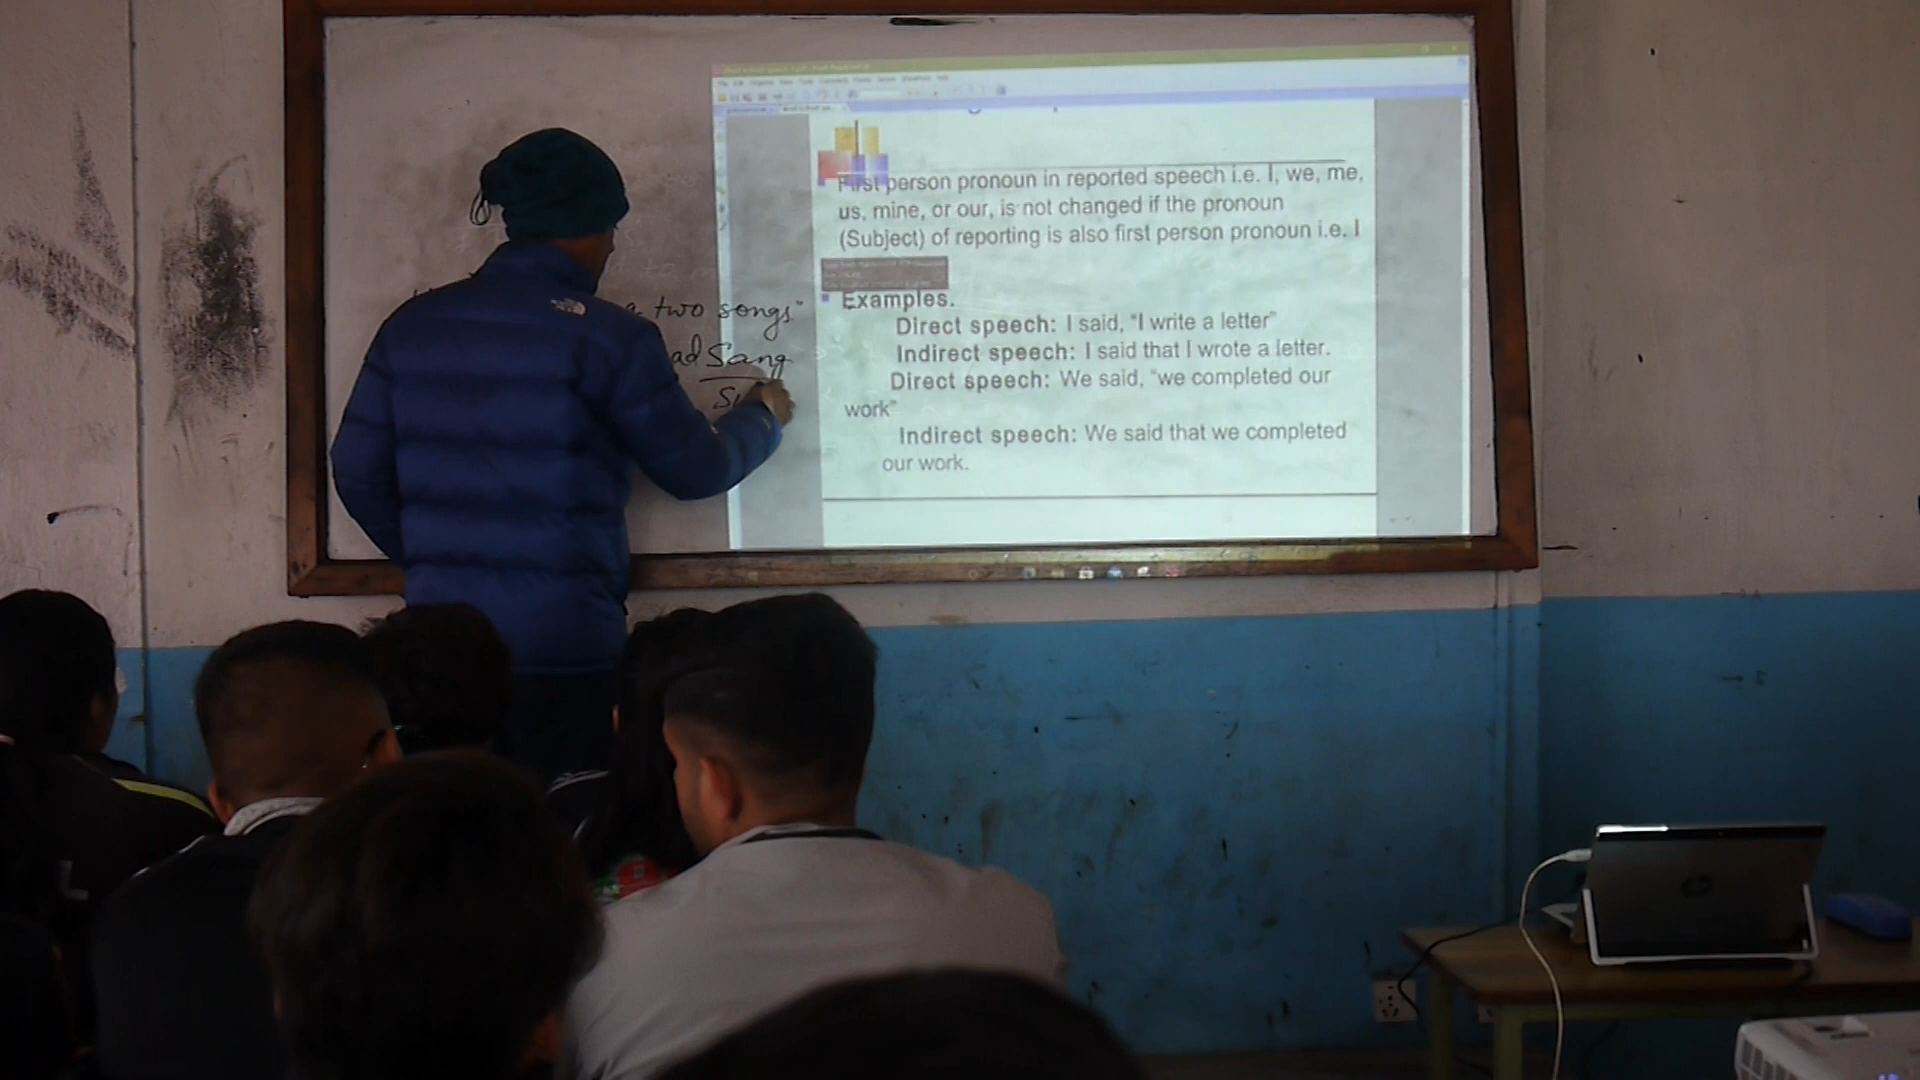 First person pronoun in reported speech i.e. I, we, me,
us, mine, or our, is not changed if the pronoun
(Subject) of reporting is also first person pronoun i.e. I
Examples.
Direct speech: I said, “I write a letter”
Indirect speech: I said that I wrote a letter.
Direct speech: We said, “we completed our
work”
Indirect speech: We said that we completed
our work.
two songs"
Sang